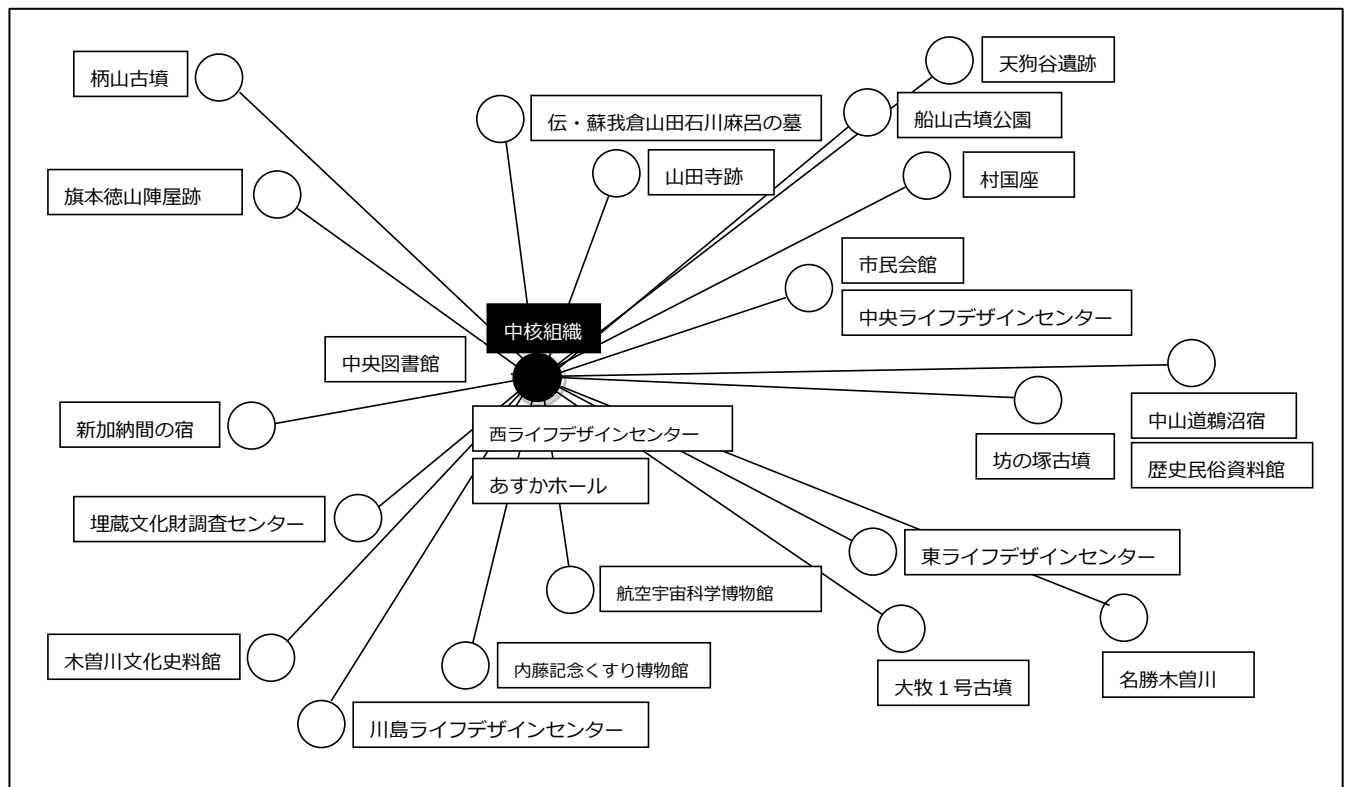 柄山古墳
天狗谷遺跡
伝・蘇我倉山田石川麻呂の墓
船山古墳公園
山田寺跡
村国座
旗本徳山陣屋跡
市民会館
中央ライフデザインセンター
中核組織
中央図書館
新加納間の宿
西ライフデザインセンター
あすかホール
坊の塚古墳
中山道鵜沼宿
歴史民俗資料館
埋蔵文化財調査センター
東ライフデザインセンター
航空宇宙科学博物館
木曽川文化史料館
内藤記念くすり博物館
大牧１号古墳
名勝木曽川
川島ライフデザインセンター